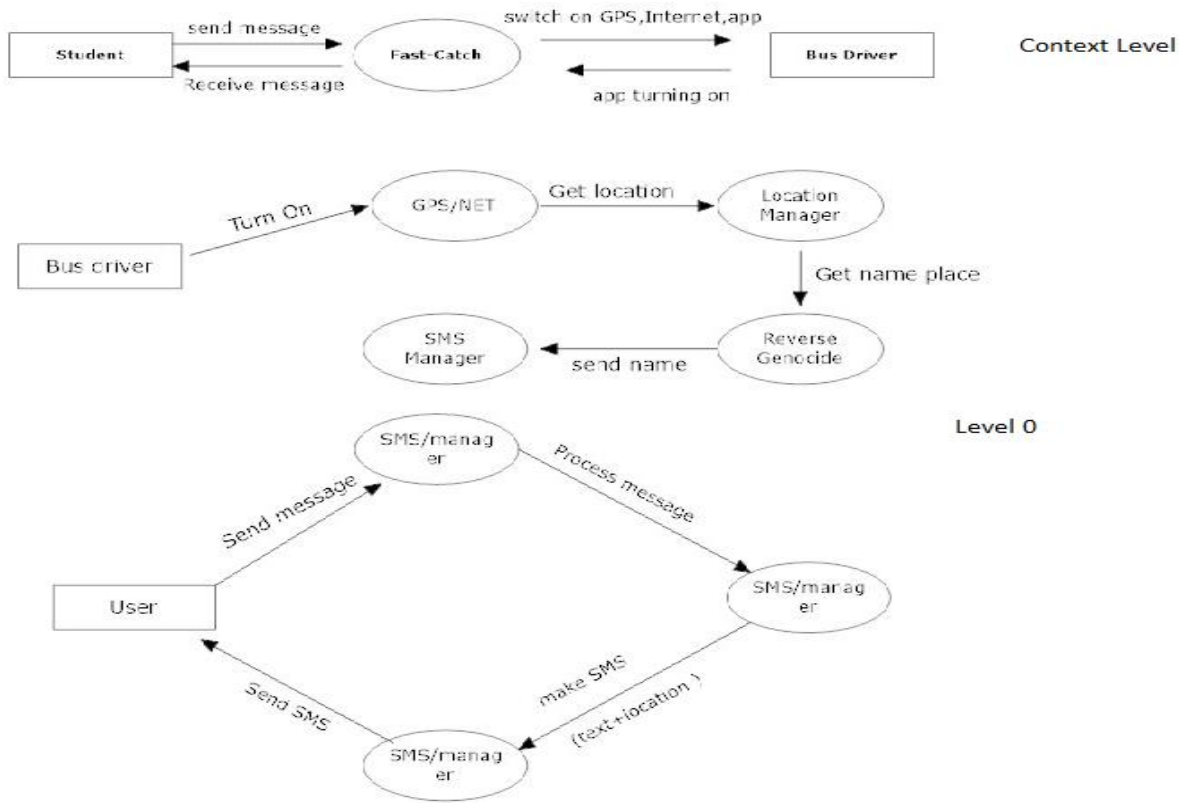 send message
switch on GPS,Internet,app
Student
Fast-Catch
Bus Driver
Context Level
Receive message
app turning on
Turn On
GPS/NET
Get location
Location
Manager
Bus criver
Get name place
SMS
Manager
send name
Reverse
Genocide
Level 0
SMS/manag
er
Process message
Send message
User
SMS/manag
er
make SMS
(text+location )
Send SMS
SMS/manag
er